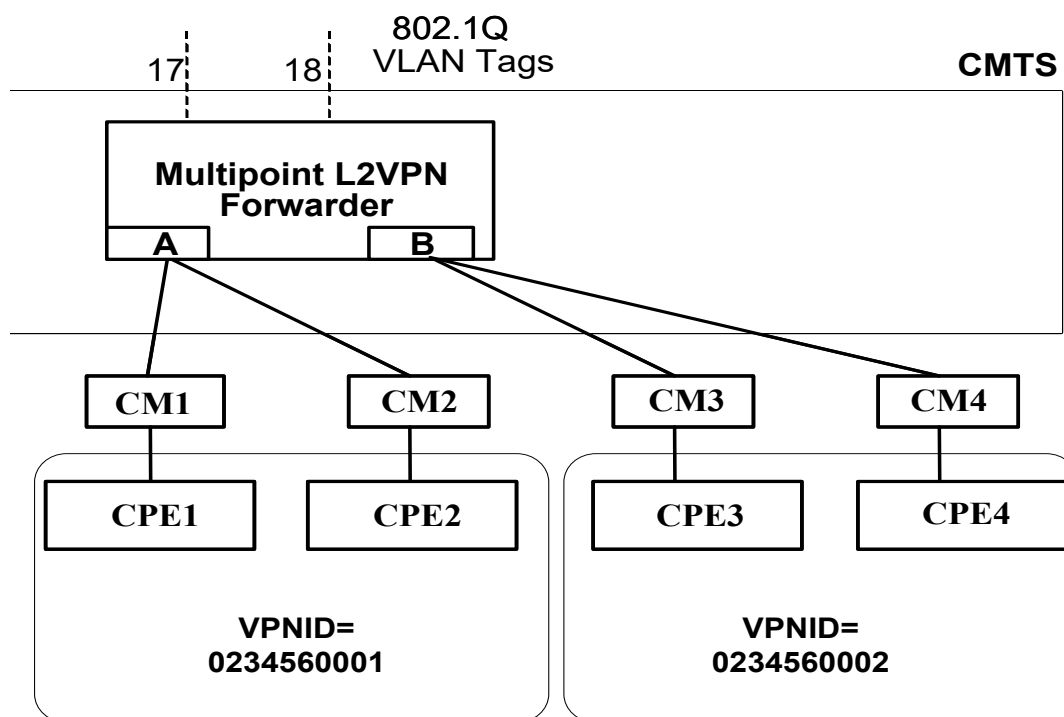 802.1Q
VLAN Tags
17
18
CMTS
Multipoint L2VPN
Forwarder
A
B
CM1
CM2
CM3
CM4
CPE1
CPE2
CPE3
CPE4
VPNID=
0234560001
VPNID=
0234560002